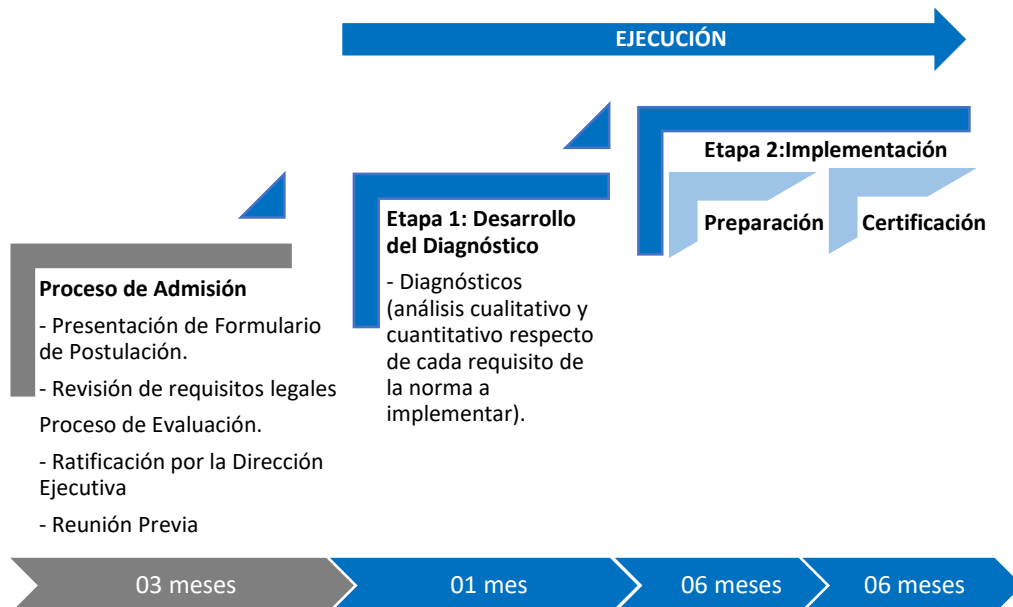 EJECUCIÓN
Proceso de Admisión
- Presentación de Formulario
de Postulación.
- Revisión de requisitos legales
Proceso de Evaluación.
- Ratificación por la Dirección
Ejecutiva
- Reunión Previa
Etapa 1: Desarrollo
del Diagnóstico
- Diagnósticos
(análisis cualitativo y
cuantitativo respecto
de cada requisito de
la norma a
implementar).
Etapa 2:Implementación
Preparación
Certificación
03 meses
01 mes
06 meses
06 meses